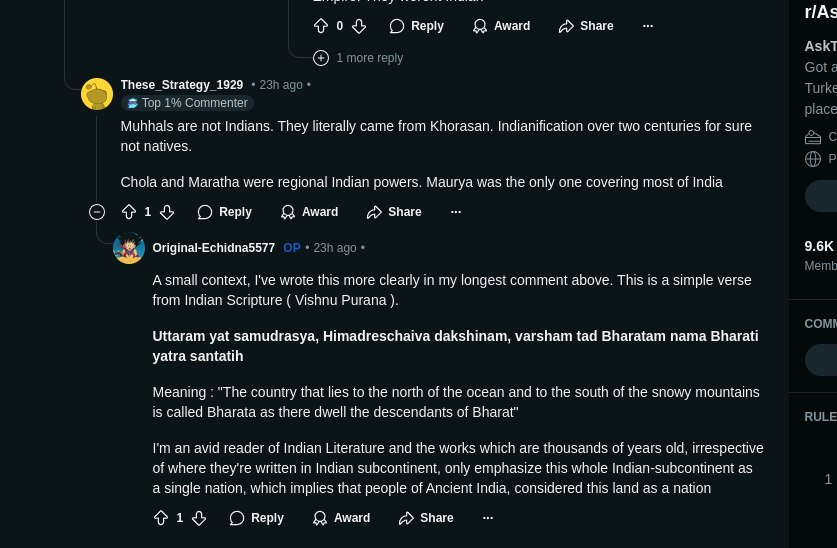 r/As
0 Reply Award Share ...
1 more reply
AskT
Got a
Turke
place
These_Strategy_1929 • 23h ago •
Top 1% Commenter
Muhhals are not Indians. They literally came from Khorasan. Indianification over two centuries for sure
not natives.
Chola and Maratha were regional Indian powers. Maurya was the only one covering most of India
1 Reply Award Share ...
Original-Echidna5577 OP • 23h ago •
A small context, I've wrote this more clearly in my longest comment above. This is a simple verse
from Indian Scripture ( Vishnu Purana ).
Uttaram yat samudrasya, Himadreschaiva dakshinam, varsham tad Bharatam nama Bharati
yatra santatih
Meaning : "The country that lies to the north of the ocean and to the south of the snowy mountains
is called Bharata as there dwell the descendants of Bharat"
I'm an avid reader of Indian Literature and the works which are thousands of years old, irrespective
of where they're written in Indian subcontinent, only emphasize this whole Indian-subcontinent as
a single nation, which implies that people of Ancient India, considered this land as a nation
1 Reply Award Share ...
C
P
9.6K
Memb
COMM
RULE
1